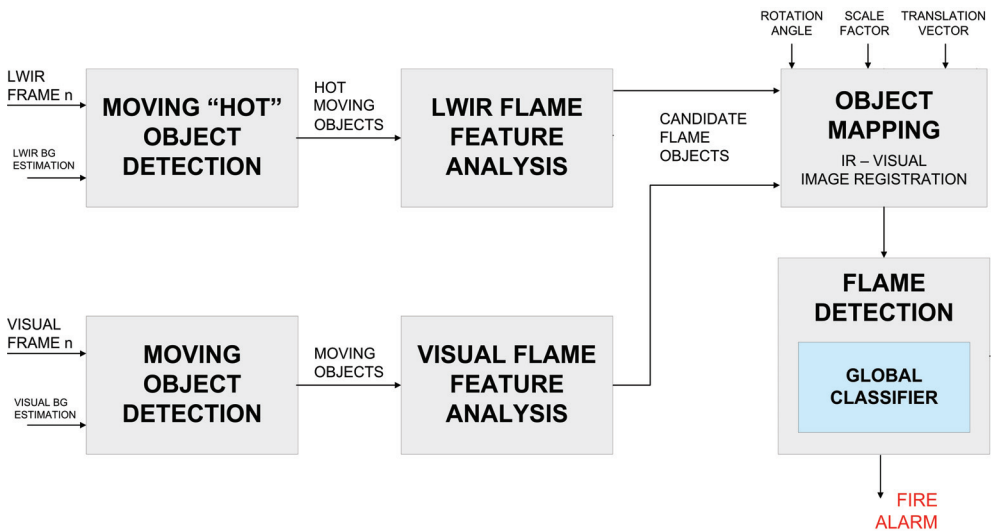 ROTATION
ANGLE
SCALE
FACTOR
TRANSLATION
VECTOR
LWIR
FRAME n
LWIR BG
ESTIMATION
MOVING “HOT”
OBJECT
DETECTION
HOT
MOVING
OBJECTS
LWIR FLAME
FEATURE
ANALYSIS
CANDIDATE
FLAME
OBJECTS
OBJECT
MAPPING
IR – VISUAL
IMAGE REGISTRATION
VISUAL
FRAME n
VISUAL BG
ESTIMATION
MOVING
OBJECT
DETECTION
MOVING
OBJECTS
VISUAL FLAME
FEATURE
ANALYSIS
FLAME
DETECTION
GLOBAL
CLASSIFIER
FIRE
ALARM